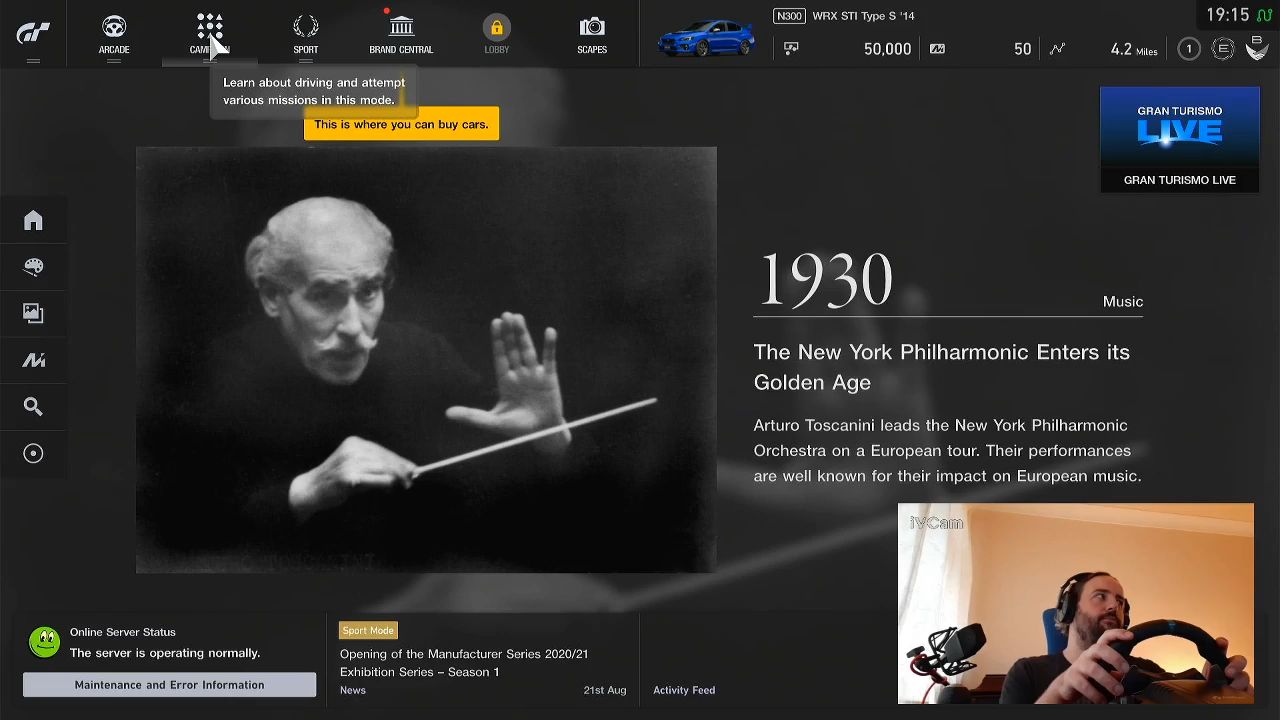 ARCADE
CAM
SPORT
BRAND CENTRAL
LOBBY
SCAPES
N300 WRX STI Type S '14
50,000
50
4.2 Miles
1
E
B
19:15
Learn about driving and attempt
various missions in this mode.
This is where you can buy cars.
GRAN TURISMO
LIVE
GRAN TURISMO LIVE
1930
Music
The New York Philharmonic Enters its
Golden Age
Arturo Toscanini leads the New York Philharmonic
Orchestra on a European tour. Their performances
are well known for their impact on European music.
iVCam
Online Server Status
The server is operating normally.
Maintenance and Error Information
Sport Mode
Opening of the Manufacturer Series 2020/21
Exhibition Series – Season 1
News
21st Aug
Activity Feed